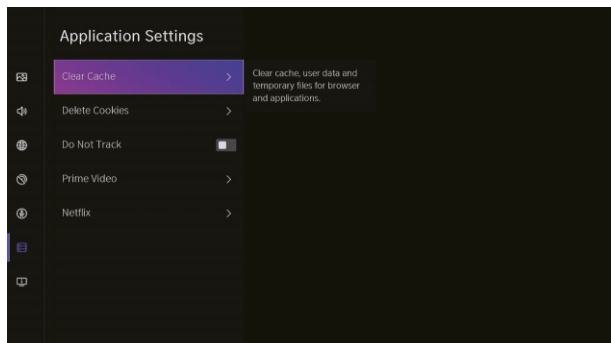 Application Settings
Clear Cache
Clear cache, user data and
temporary files for browser
and applications.
Delete Cookies
Do Not Track
Prime Video
Netflix